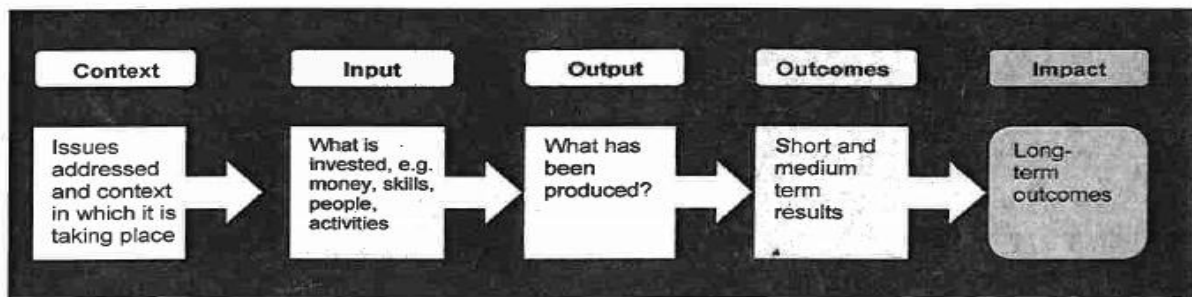 Context
Input
Output
Outcomes
Impact
Issues
addressed
and context
in which it is
taking place
What is
invested, e.g.
money, skills,
people,
activities
What has
been
produced?
Short and
medium
term
results
Long-
term
outcomes